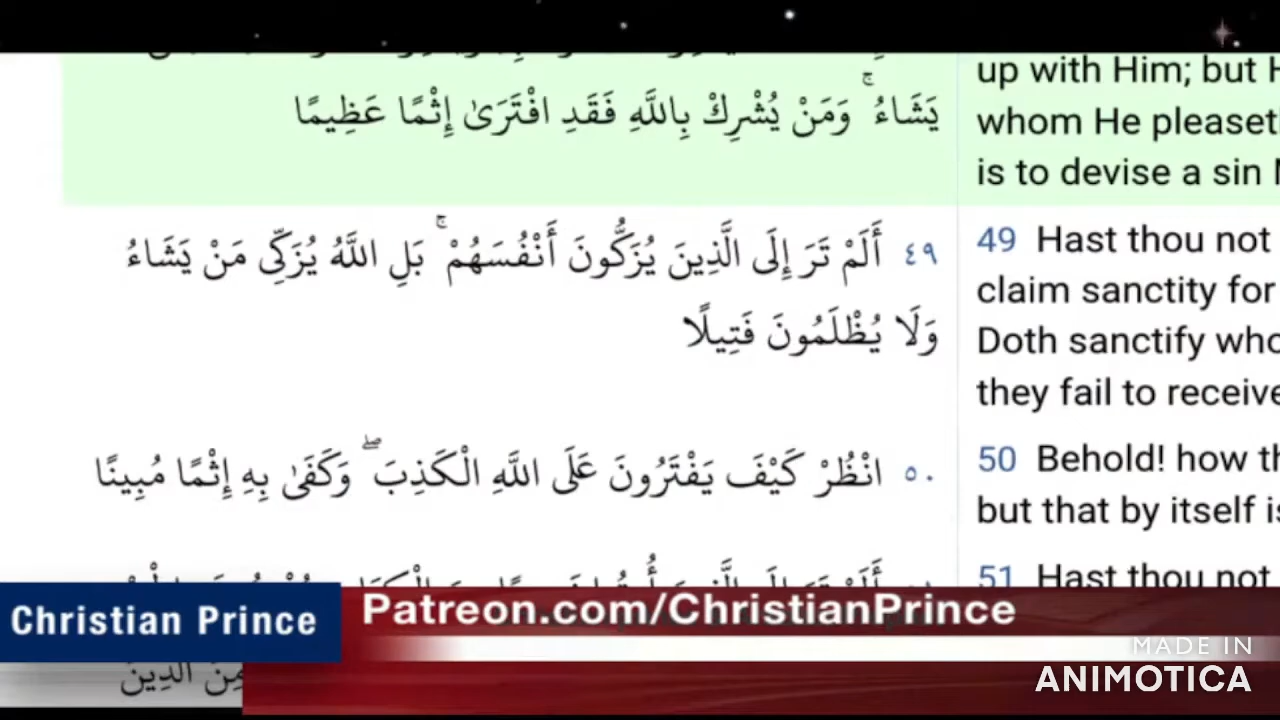 يَشَاءُ ۚ وَمَنْ يُشْرِكْ بِاللَّهِ فَقَدِ افْتَرَىٰ إِثْمًا عَظِيمًا
٤٩ أَلَمْ تَرَ إِلَى الَّذِينَ يُزَكُّونَ أَنْفُسَهُمْ ۚ بَلِ اللَّهُ يُزَكِّي مَنْ يَشَاءُ
وَلَا يُظْلَمُونَ فَتِيلًا
٥٠ انْظُرْ كَيْفَ يَفْتَرُونَ عَلَى اللَّهِ الْكَذِبَ ۖ وَكَفَىٰ بِهِ إِثْمًا مُبِينًا
مِنَ الَّذِينَ
up with Him; but H
whom He pleaset
is to devise a sin
49 Hast thou not
claim sanctity for
Doth sanctify who
they fail to receive
50 Behold! how th
but that by itself is
51 Hast thou not
Christian Prince
Patreon.com/ChristianPrince
MADE IN
ANIMOTICA